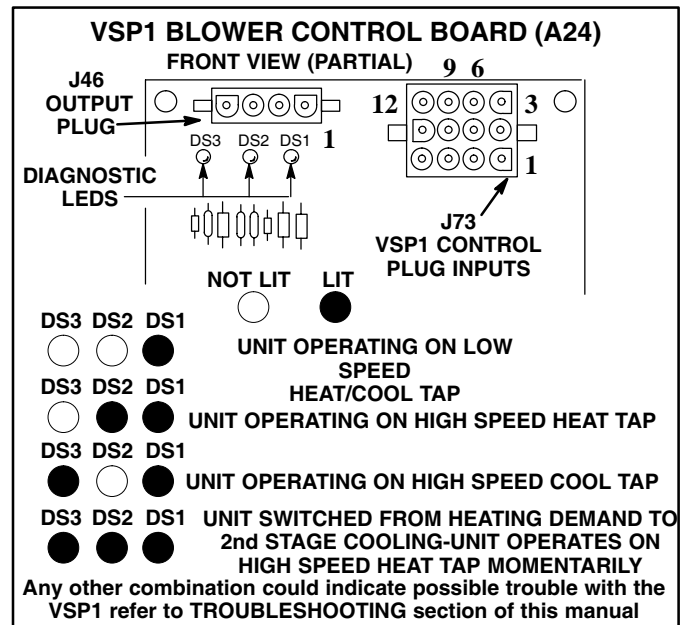 VSP1 BLOWER CONTROL BOARD (A24)
FRONT VIEW (PARTIAL)
J46
OUTPUT
PLUG
9 6
12
3
1
DS3 DS2 DS1
1
DIAGNOSTIC
LEDS
J73
VSP1 CONTROL
PLUG INPUTS
NOT LIT
LIT
DS3 DS2 DS1
UNIT OPERATING ON LOW
SPEED
HEAT/COOL TAP
DS3 DS2 DS1
UNIT OPERATING ON HIGH SPEED HEAT TAP
DS3 DS2 DS1
UNIT OPERATING ON HIGH SPEED COOL TAP
DS3 DS2 DS1
UNIT SWITCHED FROM HEATING DEMAND TO
2nd STAGE COOLING-UNIT OPERATES ON
HIGH SPEED HEAT TAP MOMENTARILY
Any other combination could indicate possible trouble with the
VSP1 refer to TROUBLESHOOTING section of this manual